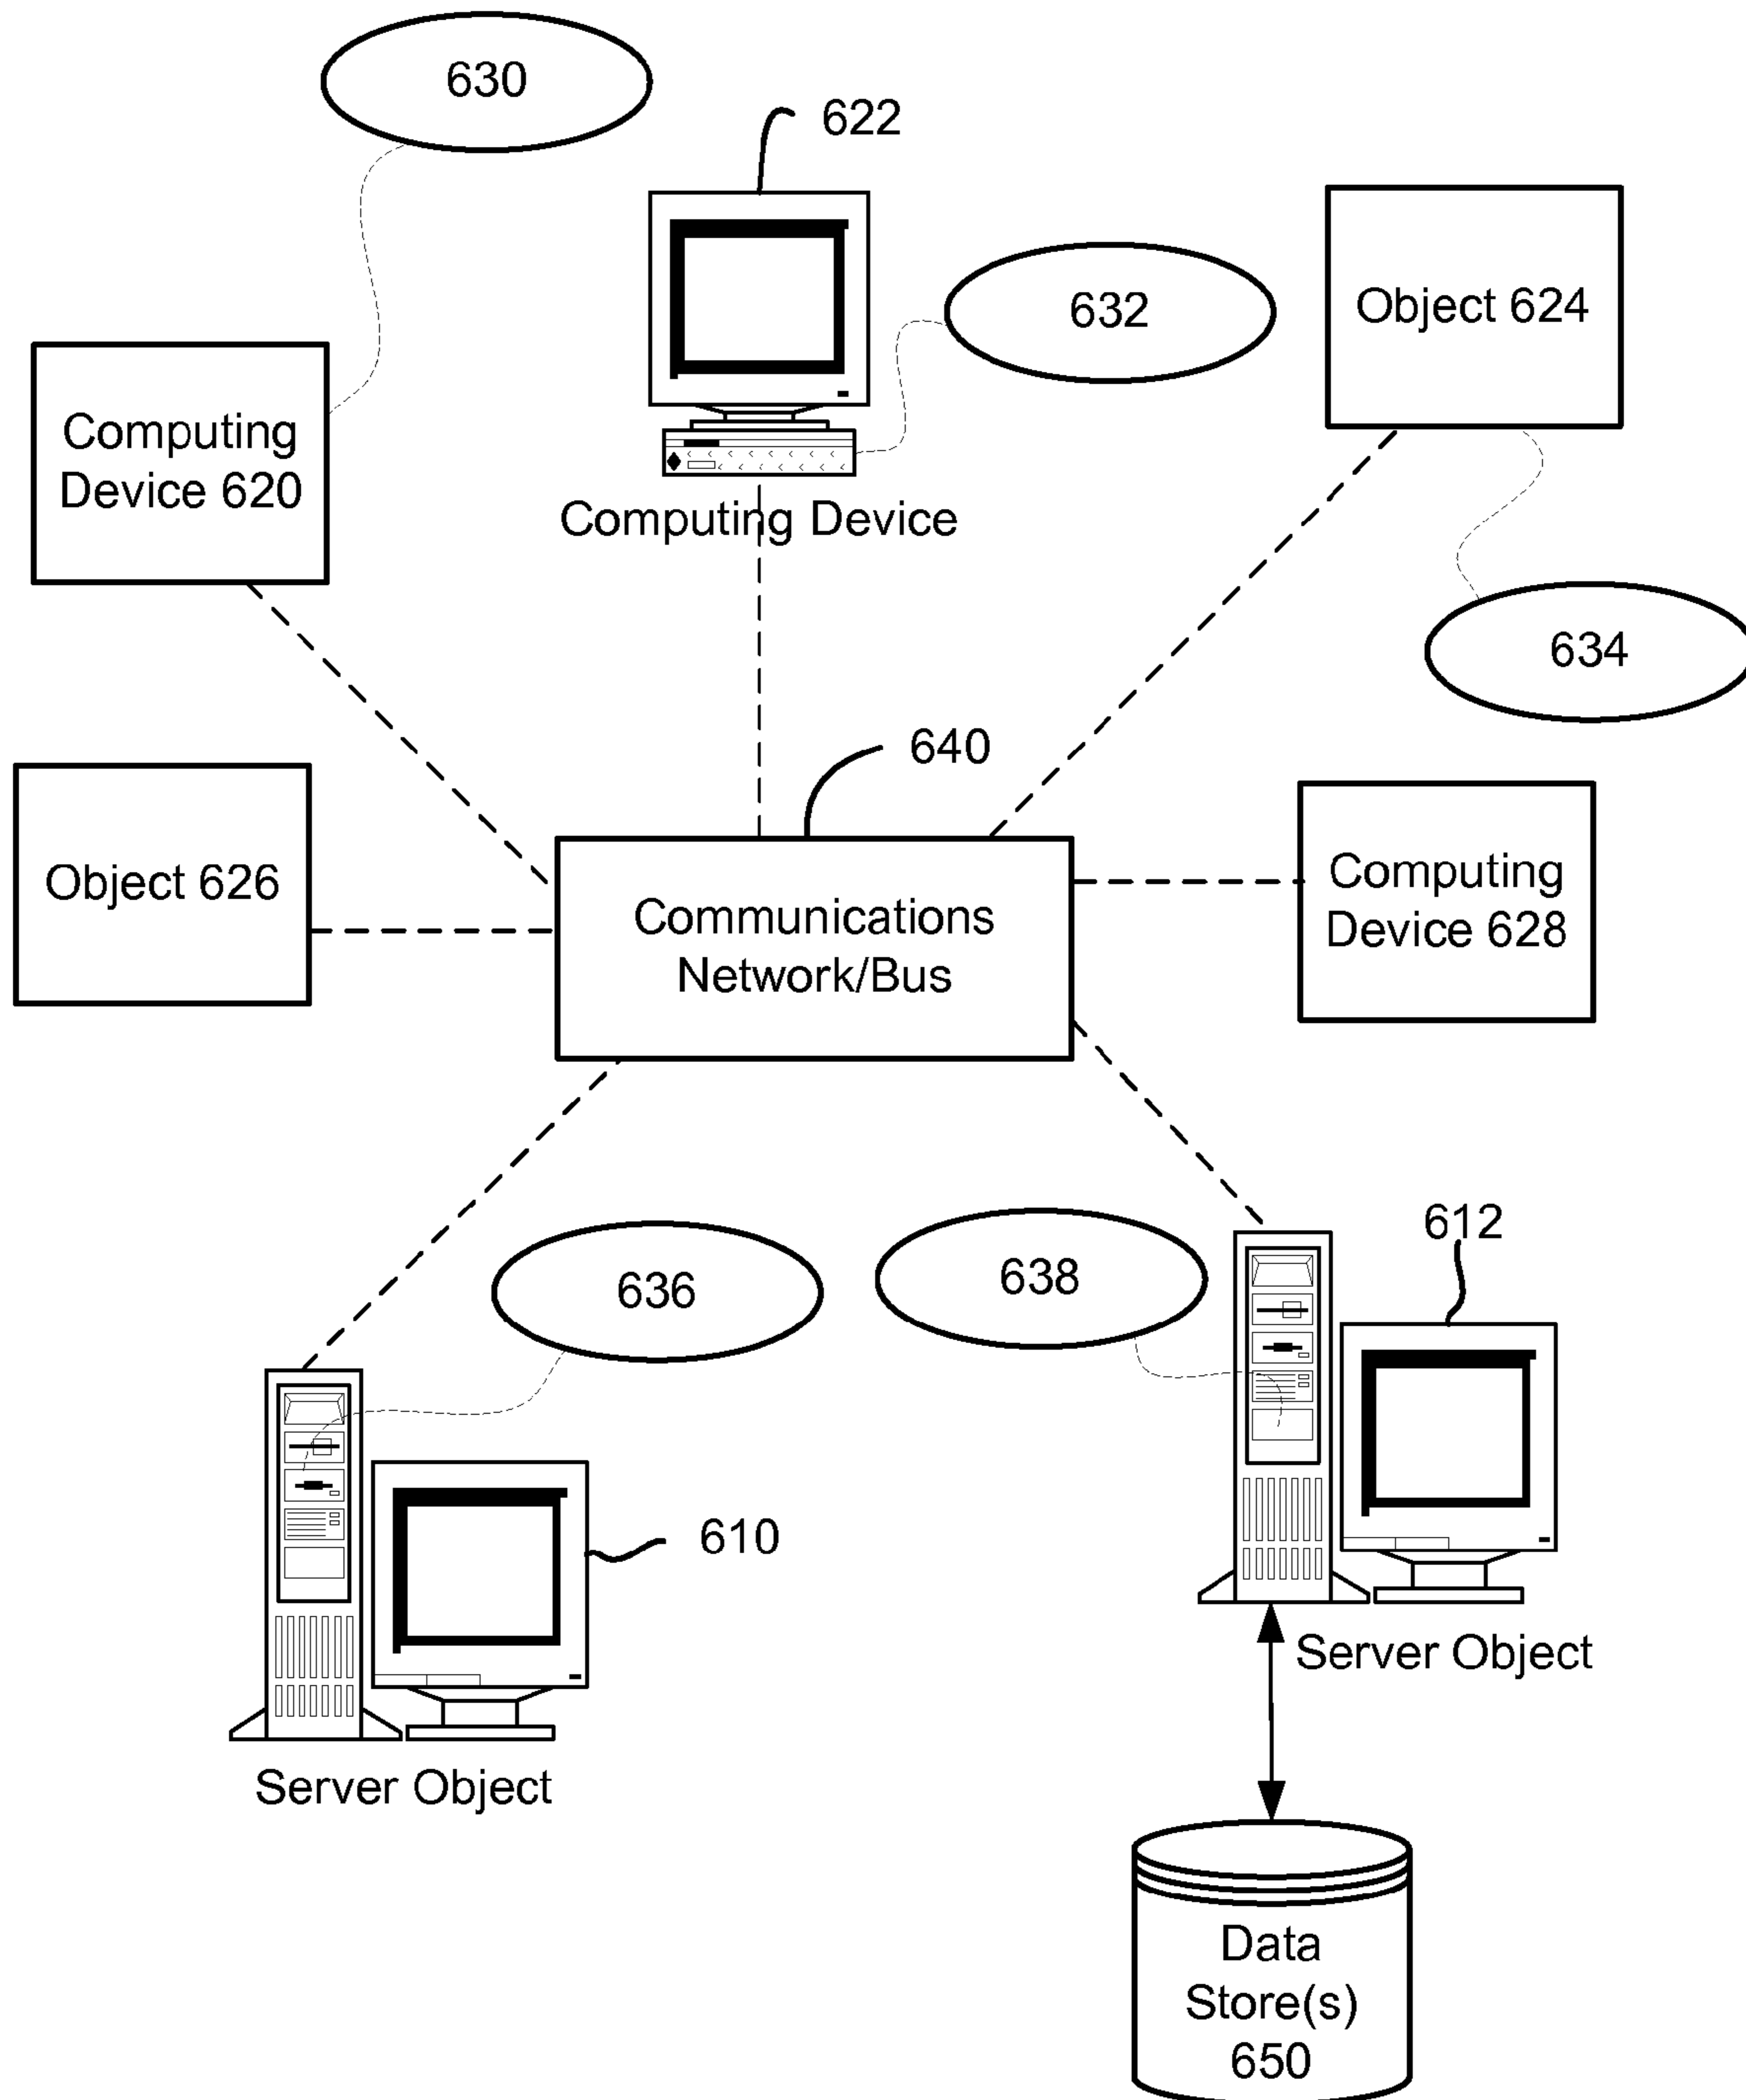 630
622
632
Object 624
Computing
Device 620
Computing Device
634
640
Object 626
Communications
Network/Bus
Computing
Device 628
636
638
612
610
Server Object
Server Object
Data
Store(s)
650